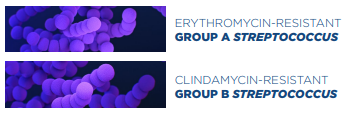 ERYTHROMYCIN-RESISTANT
GROUP A STREPTOCOCCUS
CLINDAMYCIN-RESISTANT
GROUP B STREPTOCOCCUS